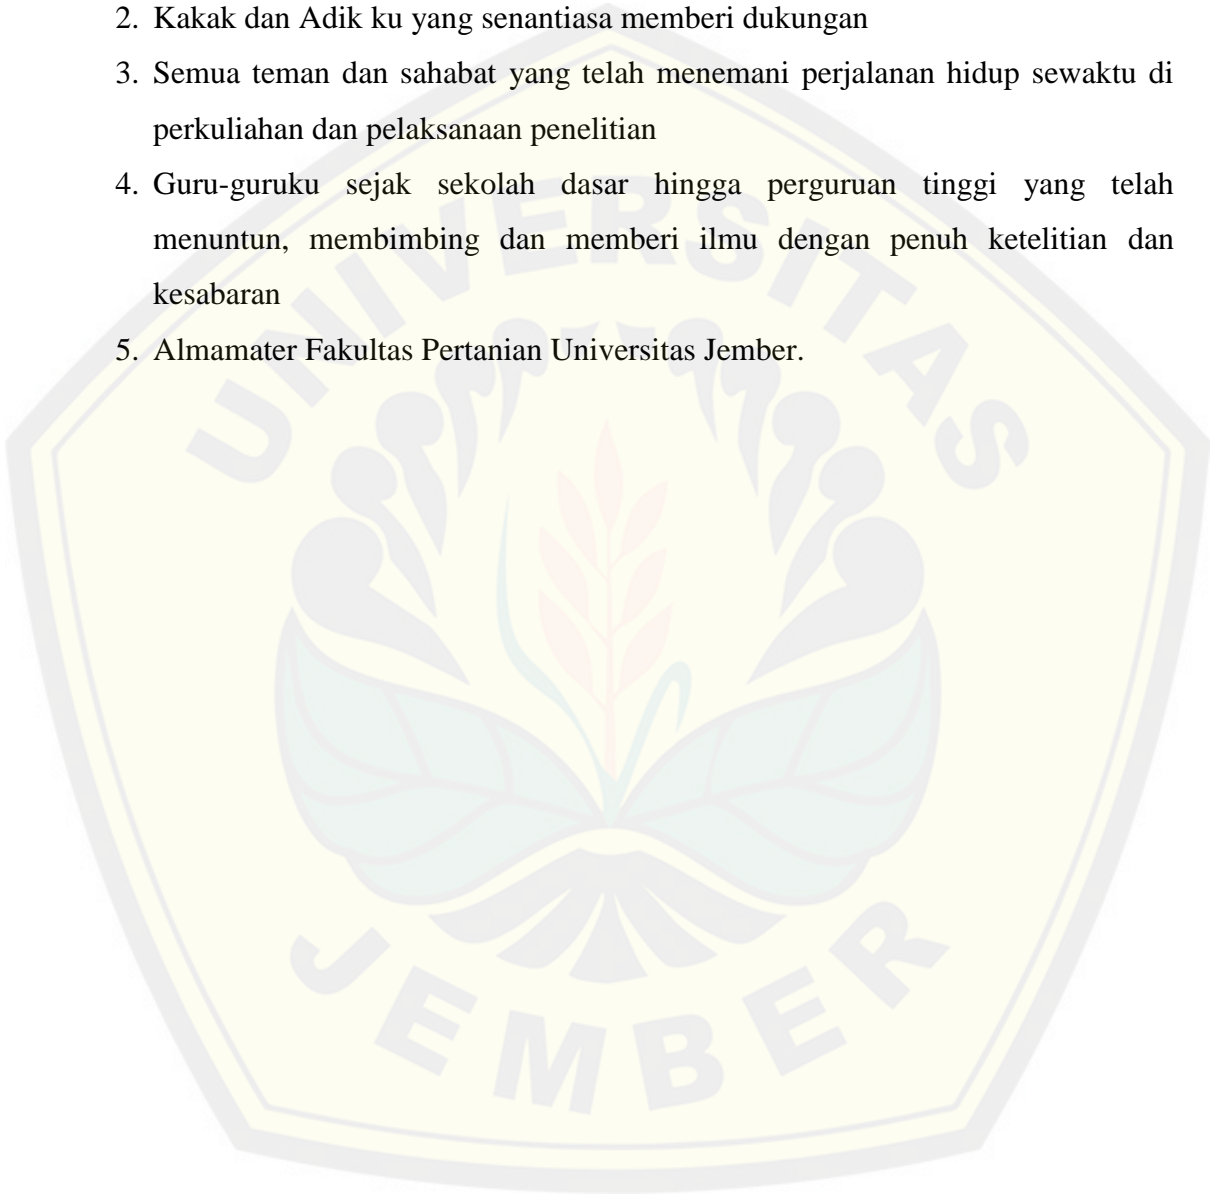 2. Kakak dan Adik ku yang senantiasa memberi dukungan
3. Semua teman dan sahabat yang telah menemani perjalanan hidup sewaktu di
perkuliahan dan pelaksanaan penelitian
4. Guru-guruku sejak sekolah dasar hingga perguruan tinggi yang telah
menuntun, membimbing dan memberi ilmu dengan penuh ketelitian dan
kesabaran
5. Almamater Fakultas Pertanian Universitas Jember.
UNIVERSITAS
JEMBER